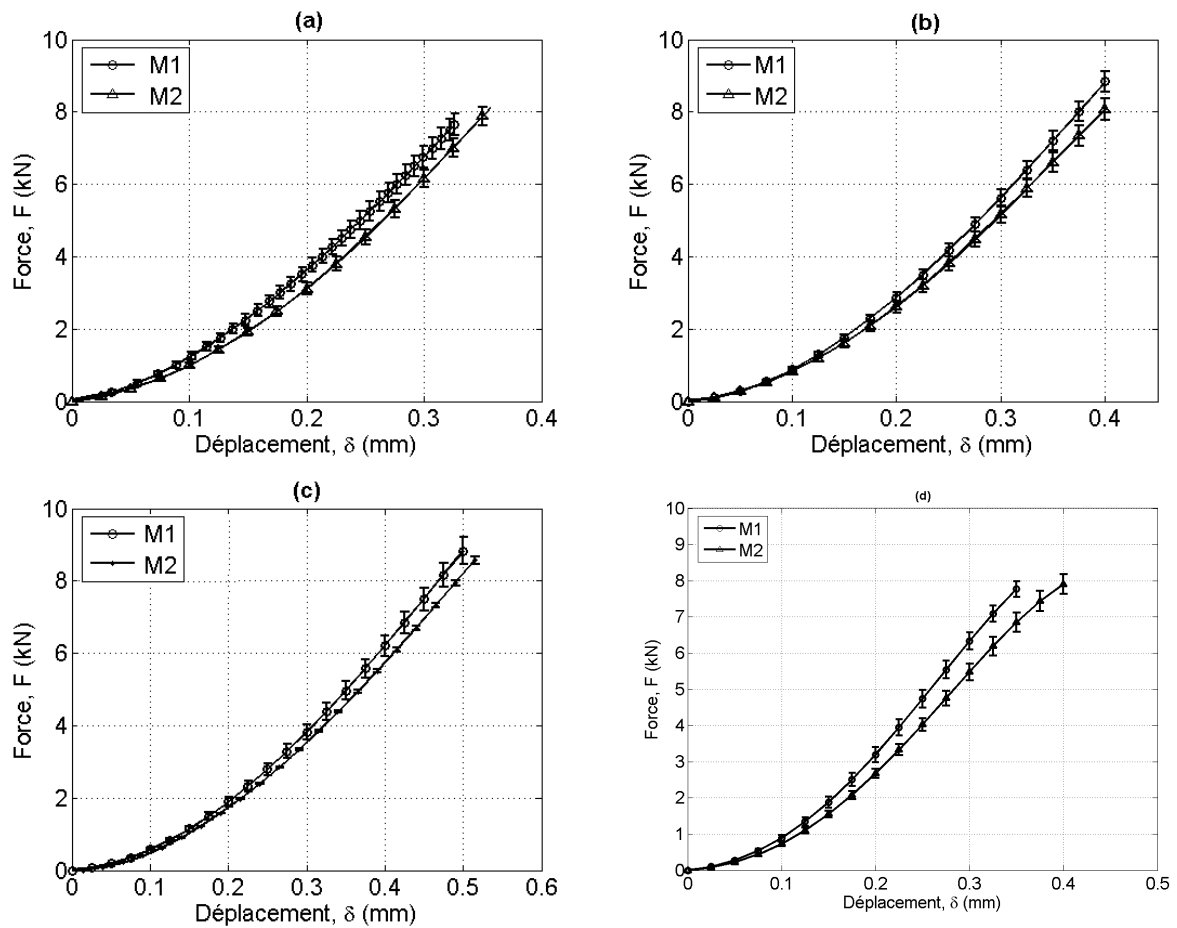 (a)
10
8
6
4
2
0
Force, F (kN)
M1
M2
0
0.1
0.2
0.3
0.4
Déplacement, δ (mm)
(b)
10
8
6
4
2
0
Force, F (kN)
M1
M2
0
0.1
0.2
0.3
0.4
Déplacement, δ (mm)
(c)
10
8
6
4
2
0
Force, F (kN)
M1
M2
0
0.1
0.2
0.3
0.4
0.5
0.6
Déplacement, δ (mm)
(d)
10
9
8
7
6
5
4
3
2
1
0
Force, F (kN)
M1
M2
0
0.1
0.2
0.3
0.4
0.5
Déplacement, δ (mm)